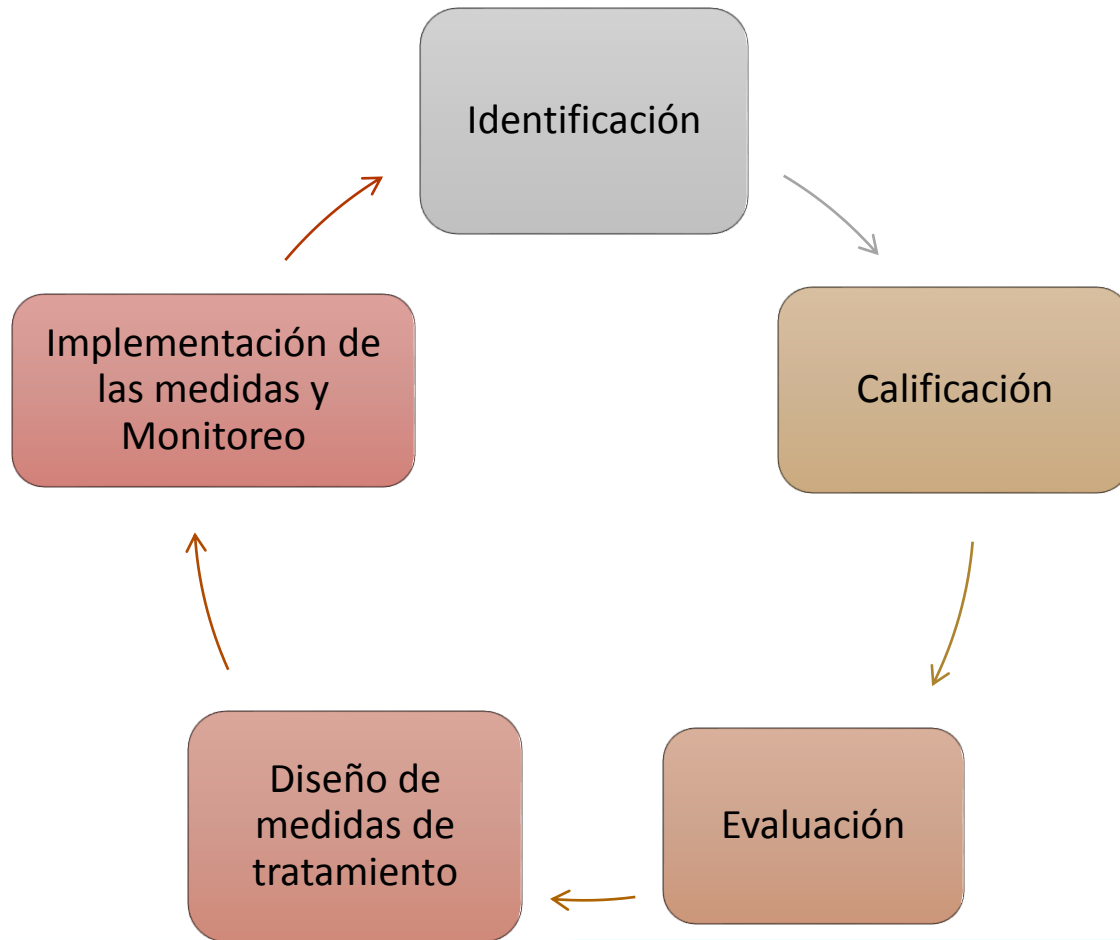 Identificación
Calificación
Evaluación
Diseño de
medidas de
tratamiento
Implementación de
las medidas y
Monitoreo